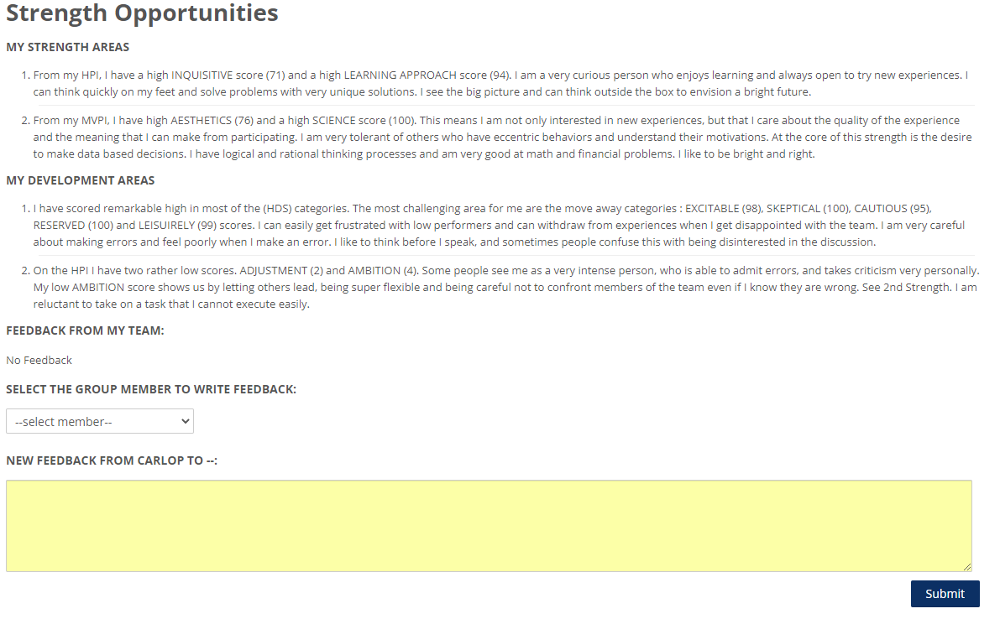 Strength Opportunities
MY STRENGTH AREAS
1. From my HPI, I have a high INQUISITIVE score (71) and a high LEARNING APPROACH score (94). I am a very curious person who enjoys learning and always open to try new experiences. I
can think quickly on my feet and solve problems with very unique solutions. I see the big picture and can think outside the box to envision a bright future.
2. From my MVPI, I have high AESTHETICS (76) and a high SCIENCE score (100). This means I am not only interested in new experiences, but that I care about the quality of the experience
and the meaning that I can make from participating. I am very tolerant of others who have eccentric behaviors and understand their motivations. At the core of this strength is the desire
to make data based decisions. I have logical and rational thinking processes and am very good at math and financial problems. I like to be bright and right.
MY DEVELOPMENT AREAS
1. I have scored remarkable high in most of the (HDS) categories. The most challenging area for me are the move away categories : EXCITABLE (98), SKEPTICAL (100), CAUTIOUS (95),
RESERVED (100) and LEISUIRELY (99) scores. I can easily get frustrated with low performers and can withdraw from experiences when I get disappointed with the team. I am very careful
about making errors and feel poorly when I make an error. I like to think before I speak, and sometimes people confuse this with being disinterested in the discussion.
2. On the HPI I have two rather low scores. ADJUSTMENT (2) and AMBITION (4). Some people see me as a very intense person, who is able to admit errors, and takes criticism very personally.
My low AMBITION score shows us by letting others lead, being super flexible and being careful not to confront members of the team even if I know they are wrong. See 2nd Strength. I am
reluctant to take on a task that I cannot execute easily.
FEEDBACK FROM MY TEAM:
No Feedback
SELECT THE GROUP MEMBER TO WRITE FEEDBACK:
--select member--
NEW FEEDBACK FROM CARLOP TO --:
Submit